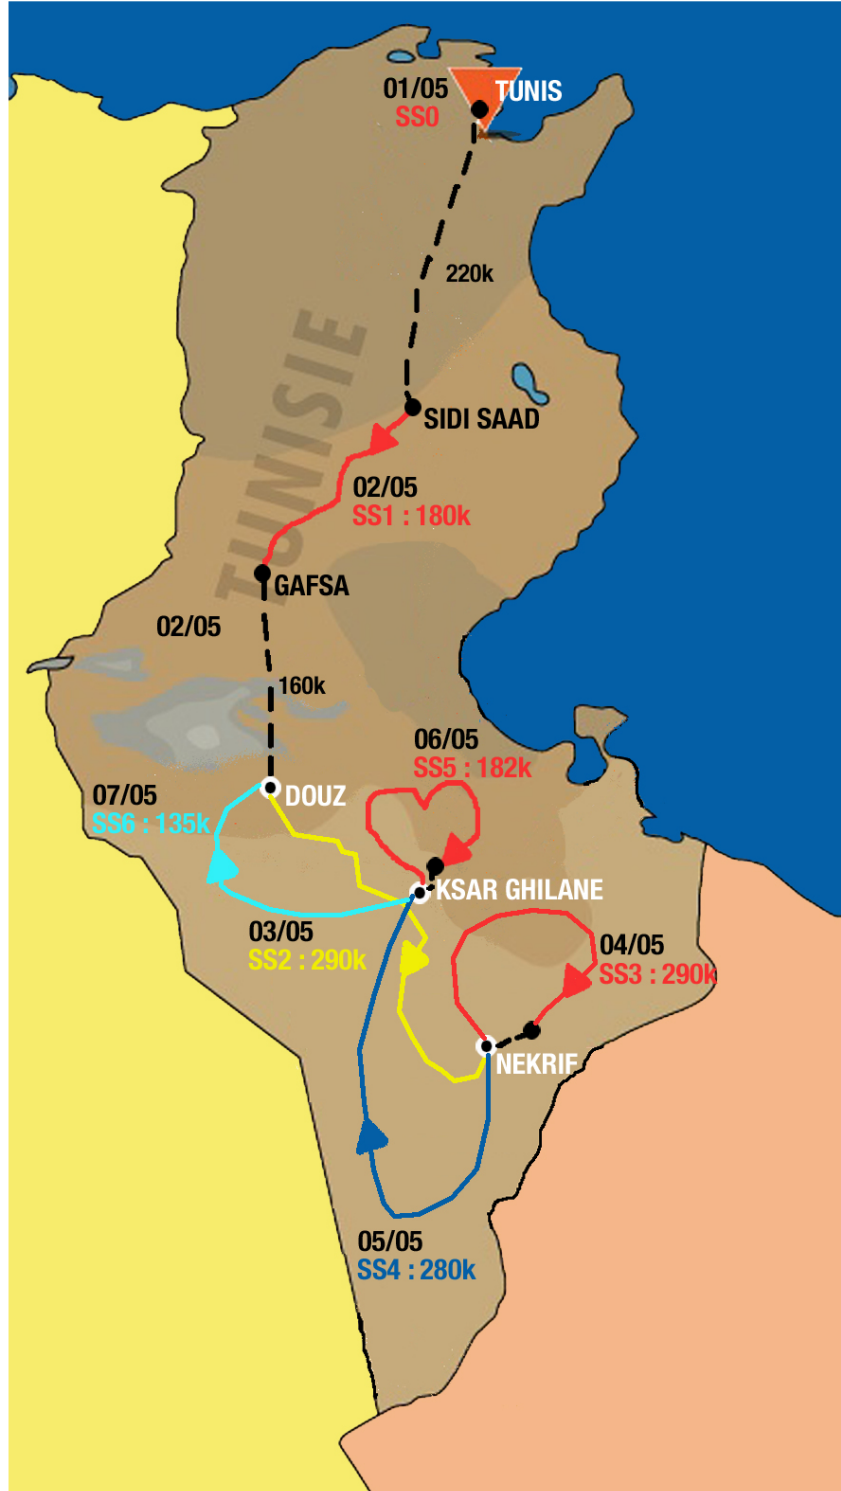 01/05
SS0
TUNIS
220k
TUNISIE
SIDI SAAD
02/05
SS1 : 180k
GAFSA
02/05
160k
06/05
SS5 : 182k
07/05
SS6 : 135k
DOUZ
KSAR GHILANE
03/05
SS2 : 290k
04/05
SS3 : 290k
NEKRIF
05/05
SS4 : 280k